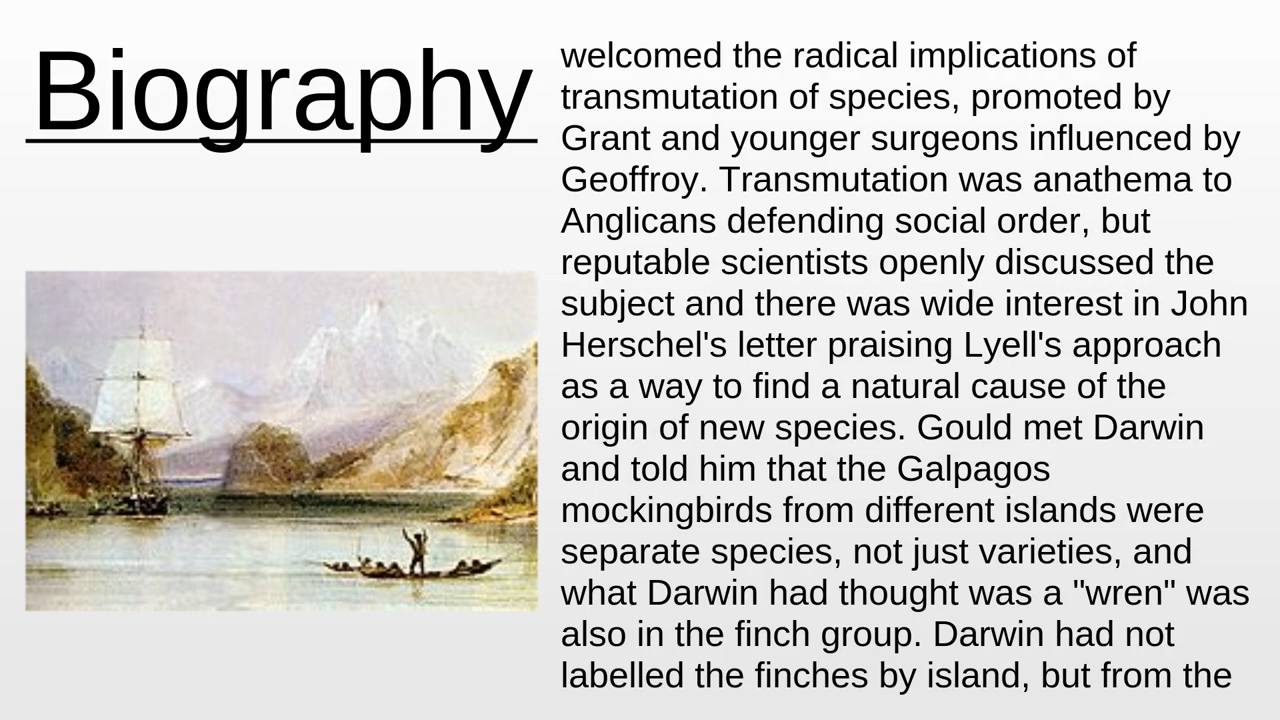 Biography
welcomed the radical implications of
transmutation of species, promoted by
Grant and younger surgeons influenced by
Geoffroy. Transmutation was anathema to
Anglicans defending social order, but
reputable scientists openly discussed the
subject and there was wide interest in John
Herschel's letter praising Lyell's approach
as a way to find a natural cause of the
origin of new species. Gould met Darwin
and told him that the Galpagos
mockingbirds from different islands were
separate species, not just varieties, and
what Darwin had thought was a "wren" was
also in the finch group. Darwin had not
labelled the finches by island, but from the